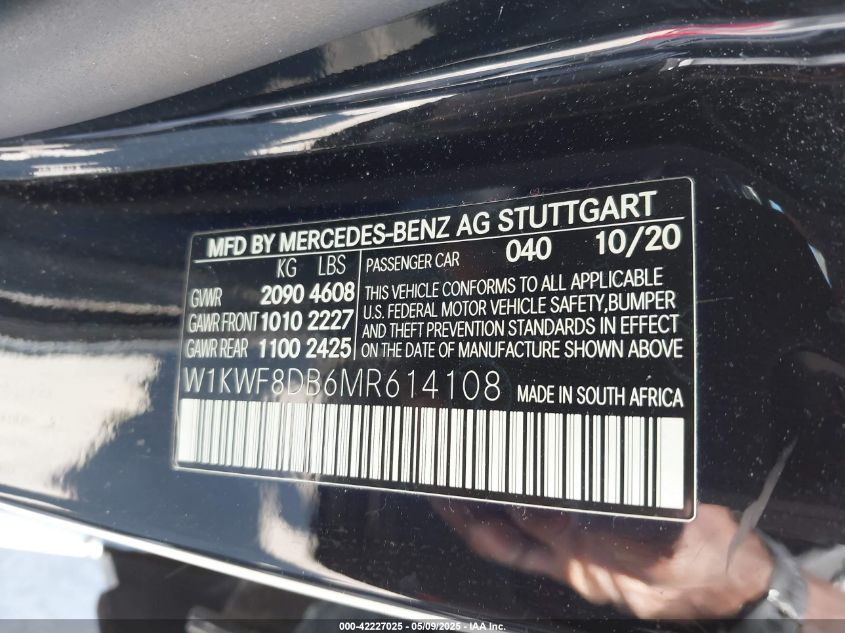 MFD BY MERCEDES-BENZ AG STUTTGART
KG LBS
GVWR 2090 4608
GAWR FRONT 1010 2227
GAWR REAR 1100 2425
PASSENGER CAR 040 10/20
THIS VEHICLE CONFORMS TO ALL APPLICABLE
U.S. FEDERAL MOTOR VEHICLE SAFETY, BUMPER
AND THEFT PREVENTION STANDARDS IN EFFECT
ON THE DATE OF MANUFACTURE SHOWN ABOVE
W1KWF8DB6MR614108 MADE IN SOUTH AFRICA
000-42227025 - 05/09/2025 - IAA Inc.